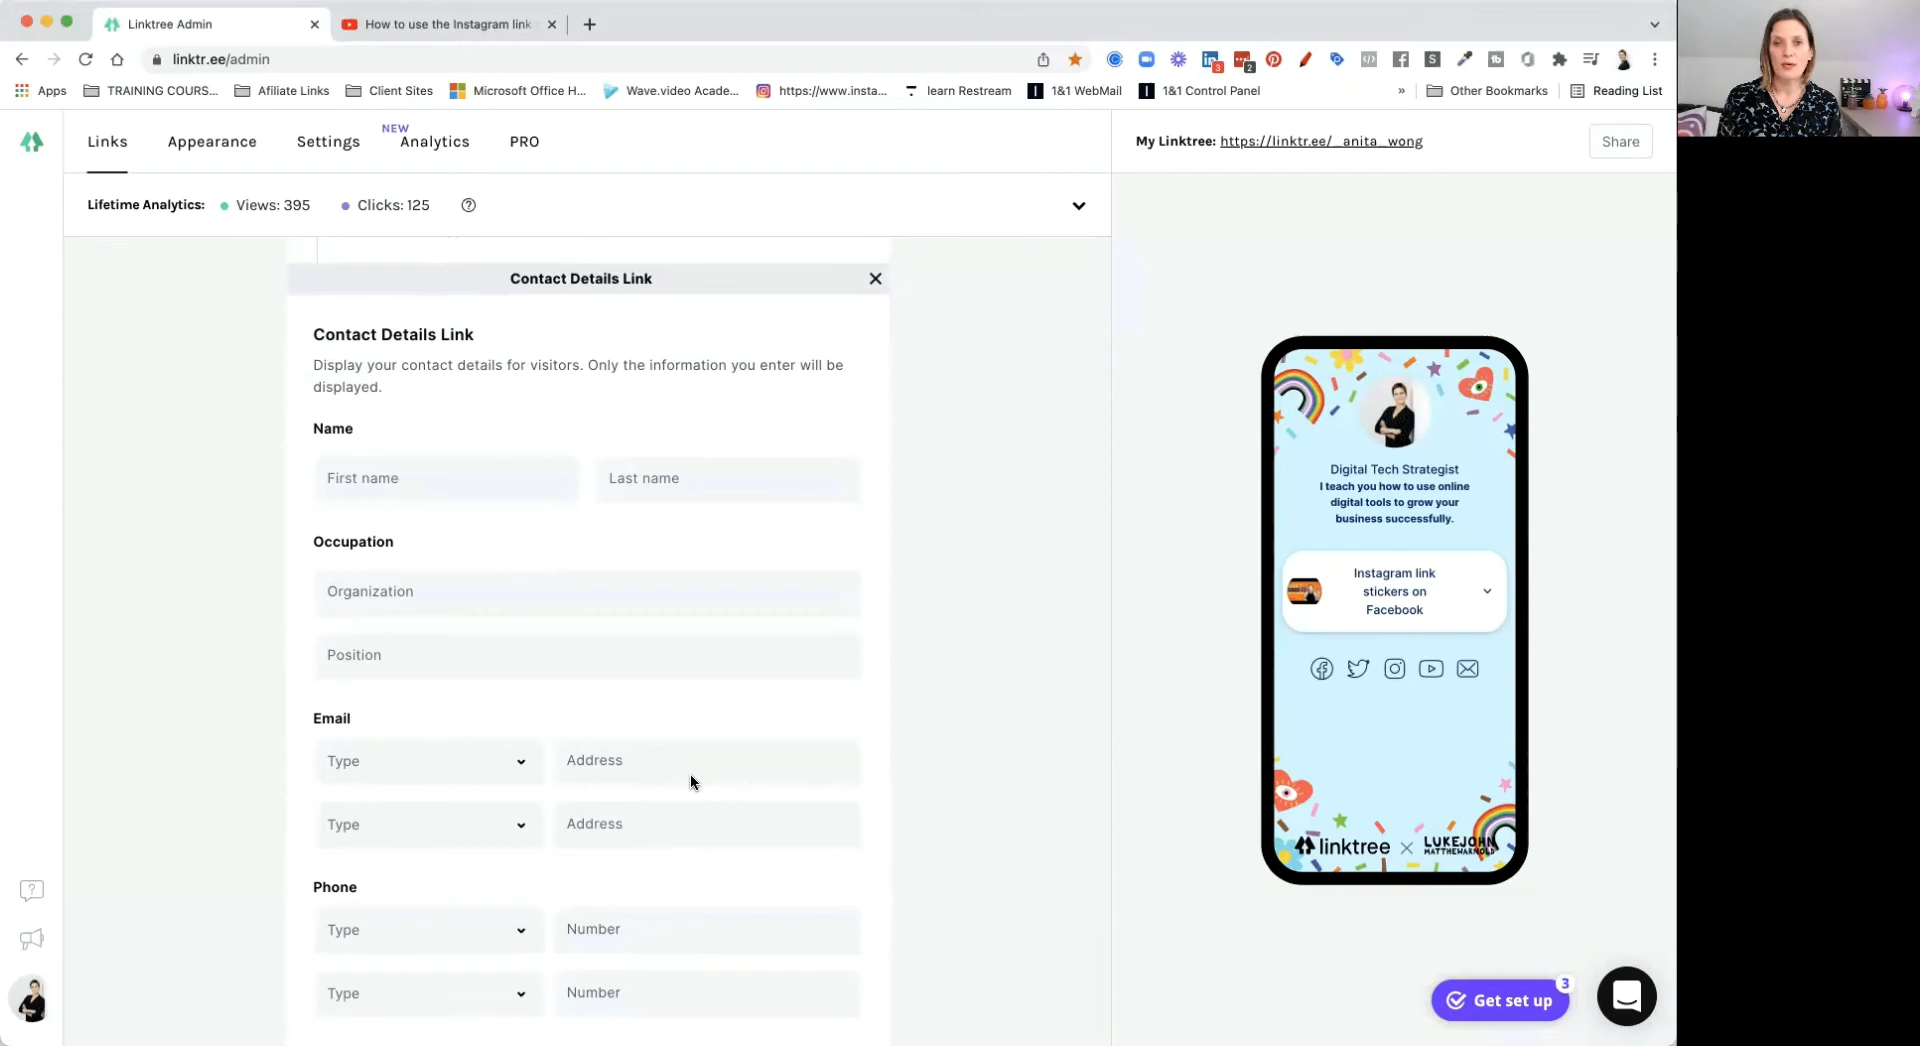 Linktree Admin
How to use the Instagram link
linktr.ee/admin
3
2
Apps
TRAINING COURS...
Afiliate Links
Client Sites
Microsoft Office H...
Wave.video Acade...
https://www.insta...
learn Restream
1&1 WebMail
1&1 Control Panel
»
Other Bookmarks
Reading List
Links
Appearance
Settings
NEW
Analytics
PRO
My Linktree: https://linktr.ee/_anita_wong
Share
Lifetime Analytics:
Views: 395
Clicks: 125
Contact Details Link
Contact Details Link
Display your contact details for visitors. Only the information you enter will be
displayed.
Name
First name
Last name
Occupation
Organization
Position
Email
Type
Address
Type
Address
Phone
Type
Number
Type
Number
Digital Tech Strategist
I teach you how to use online
digital tools to grow your
business successfully.
Instagram link
stickers on
Facebook
linktree × LUKEJOHN
MATTHEWARNOLD
Get set up
3